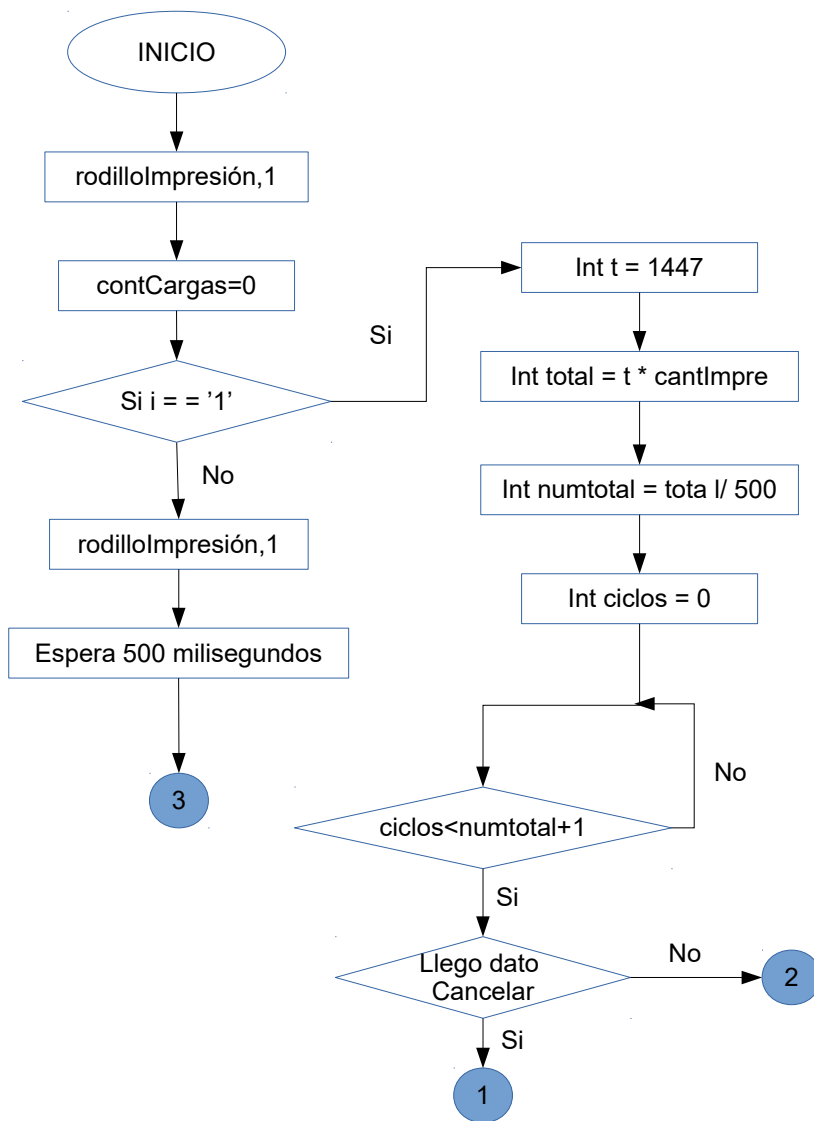 INICIO
rodilloImpresión,1
contCargas=0
Si i = = ’1’
Si
No
rodilloImpresión,1
Espera 500 milisegundos
3
Int t = 1447
Int total = t * cantImpre
Int numtotal = tota l/ 500
Int ciclos = 0
ciclos<numtotal+1
No
Si
Llego dato
Cancelar
No
2
Si
1